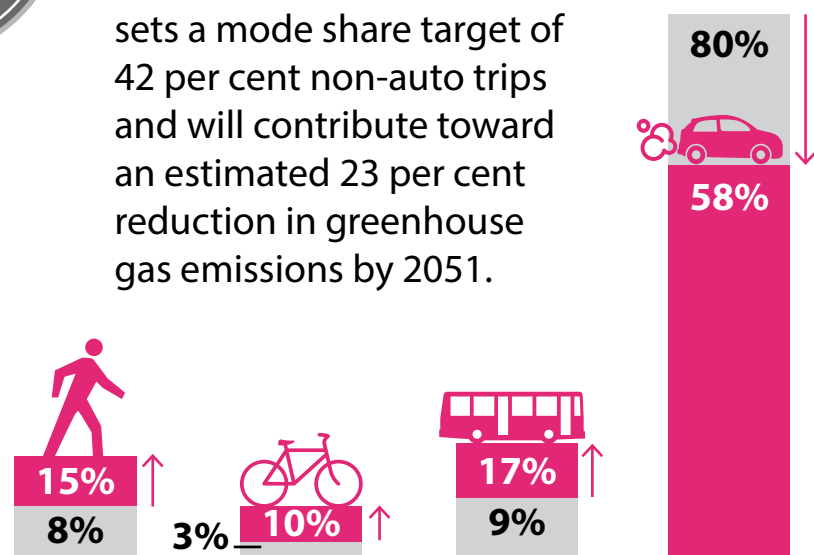 sets a mode share target of
42 per cent non-auto trips
and will contribute toward
an estimated 23 per cent
reduction in greenhouse
gas emissions by 2051.
80%
58%
15%
8%
3%
10%
17%
9%